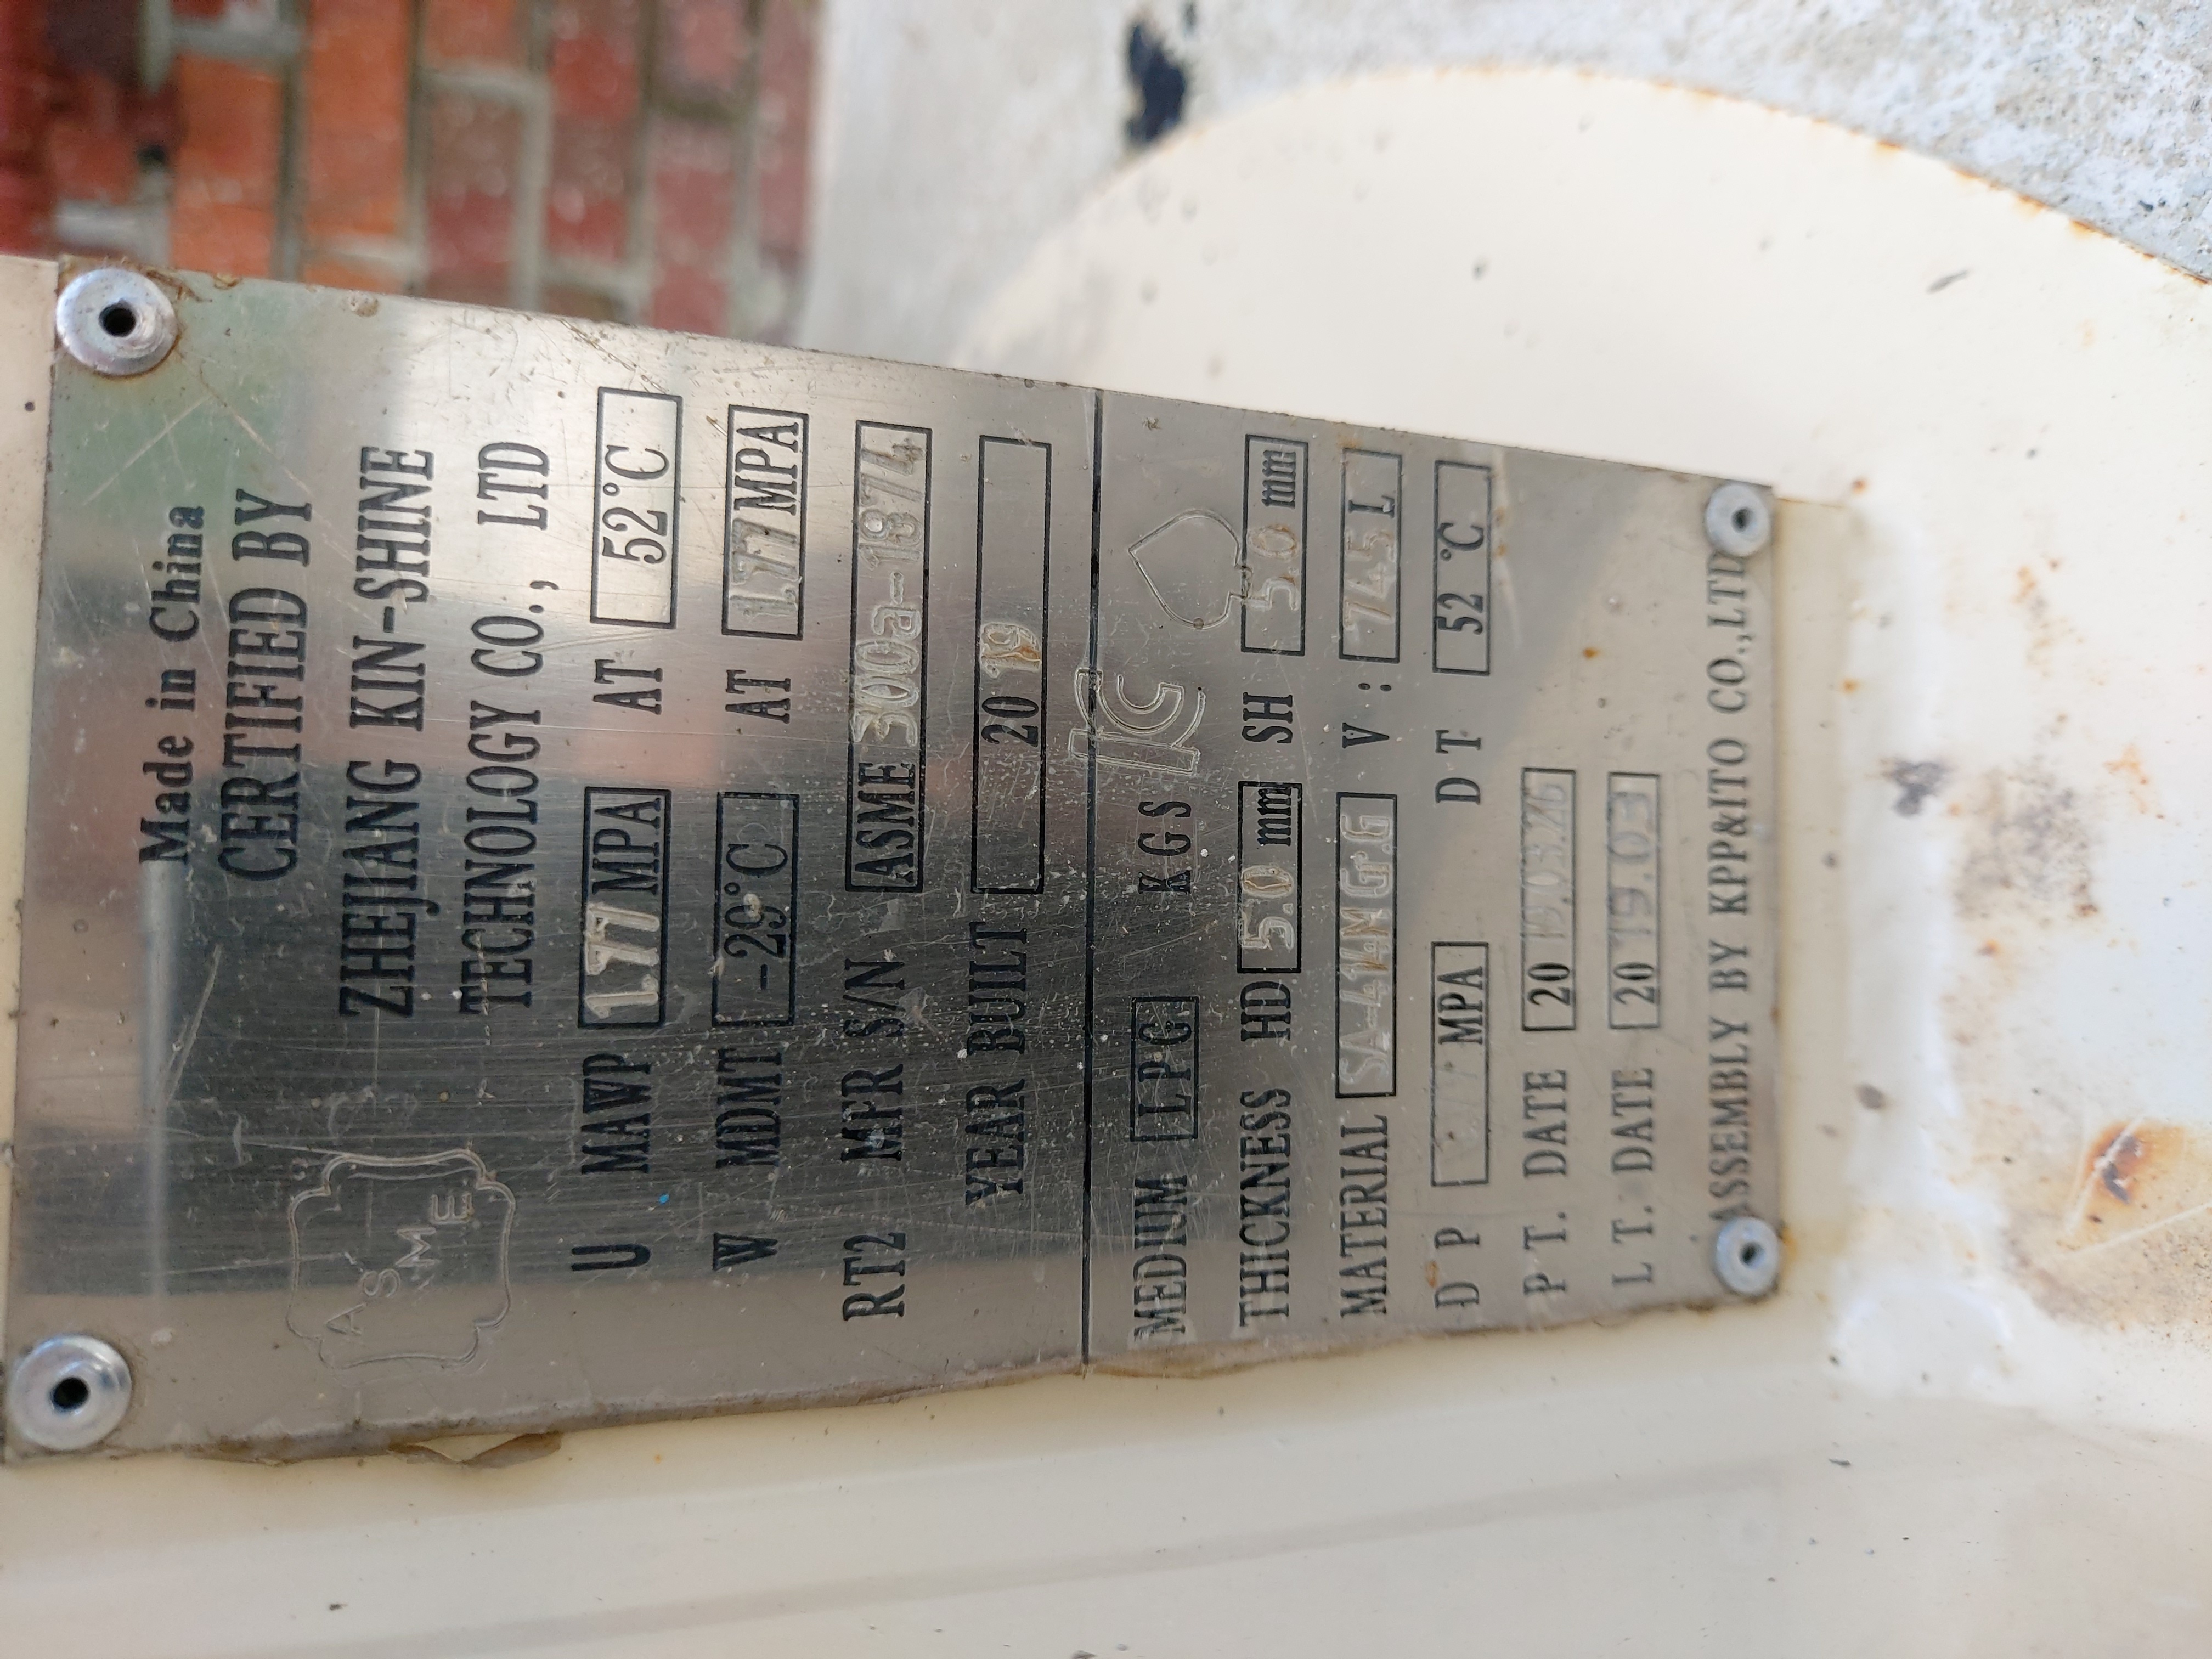 Made in China
CERTIFIED BY
ASME
ZHEJIANG KIN-SHINE
TECHNOLOGY CO., LTD
U MAWP 1.77 MPA AT 52°C
W MDMT -29°C AT 1.77 MPA
RT2 MFR S/N ASME 300a-1874
YEAR BUILT 2019
MEDIUM LPG KGS KC
THICKNESS HD 5.0 mm SH 5.0 mm
MATERIAL SA-414M Gr.G V: 745 L
D P MPA D T 52 °C
P T. DATE 2019.03.26
L T. DATE 2019.03
ASSEMBLY BY KPP&ITO CO.,LTD